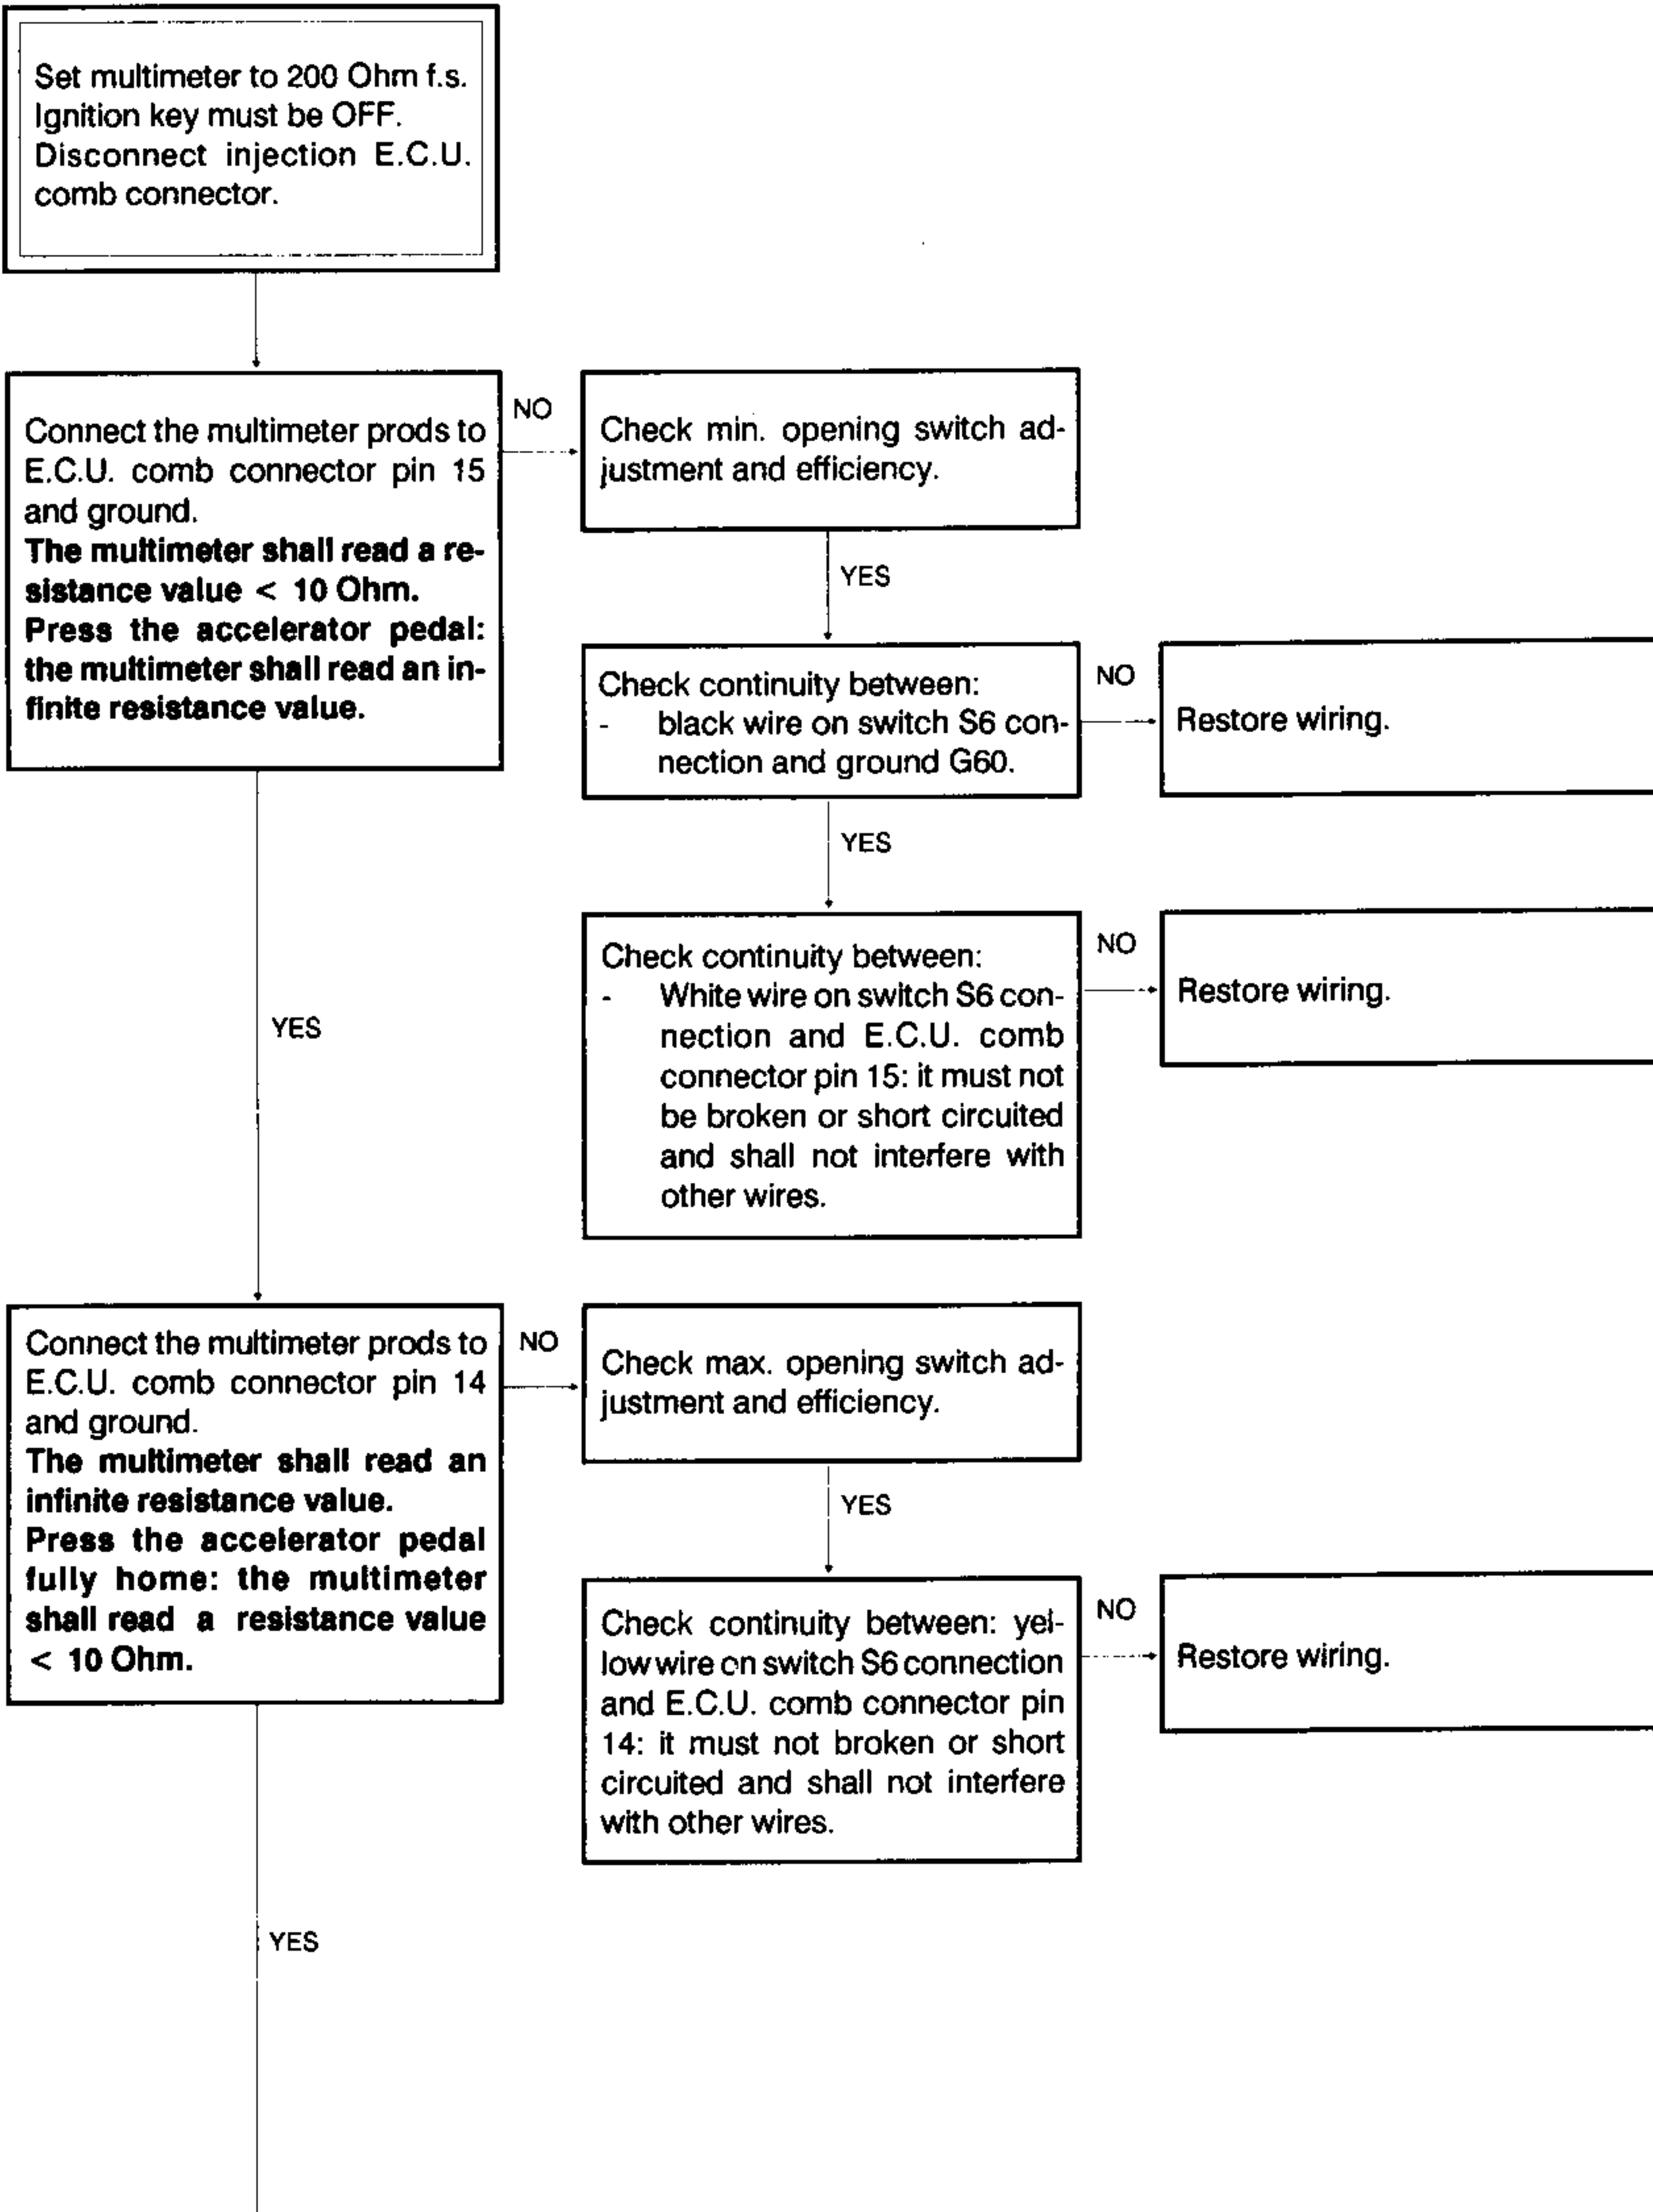 Set multimeter to 200 Ohm f.s.
Ignition key must be OFF.
Disconnect injection E.C.U.
comb connector.
Connect the multimeter prods to
E.C.U. comb connector pin 15
and ground.
The multimeter shall read a re-
sistance value < 10 Ohm.
Press the accelerator pedal:
the multimeter shall read an in-
finite resistance value.
NO
Check min. opening switch ad-
justment and efficiency.
YES
Check continuity between:
- black wire on switch S6 con-
nection and ground G60.
NO
Restore wiring.
YES
Check continuity between:
- White wire on switch S6 con-
nection and E.C.U. comb
connector pin 15: it must not
be broken or short circuited
and shall not interfere with
other wires.
NO
Restore wiring.
YES
Connect the multimeter prods to
E.C.U. comb connector pin 14
and ground.
The multimeter shall read an
infinite resistance value.
Press the accelerator pedal
fully home: the multimeter
shall read a resistance value
< 10 Ohm.
NO
Check max. opening switch ad-
justment and efficiency.
YES
Check continuity between: yel-
low wire on switch S6 connection
and E.C.U. comb connector pin
14: it must not broken or short
circuited and shall not interfere
with other wires.
NO
Restore wiring.
YES